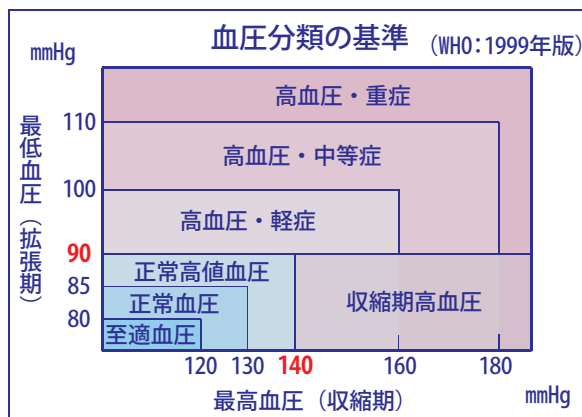 血圧分類の基準 (WHO:1999年版)
mmHg
最低血圧(拡張期)
110
100
90
85
80
高血圧・重症
高血圧・中等症
高血圧・軽症
正常高値血圧
正常血圧
至適血圧
収縮期高血圧
120 130 140 160 180
最高血圧(収縮期) mmHg